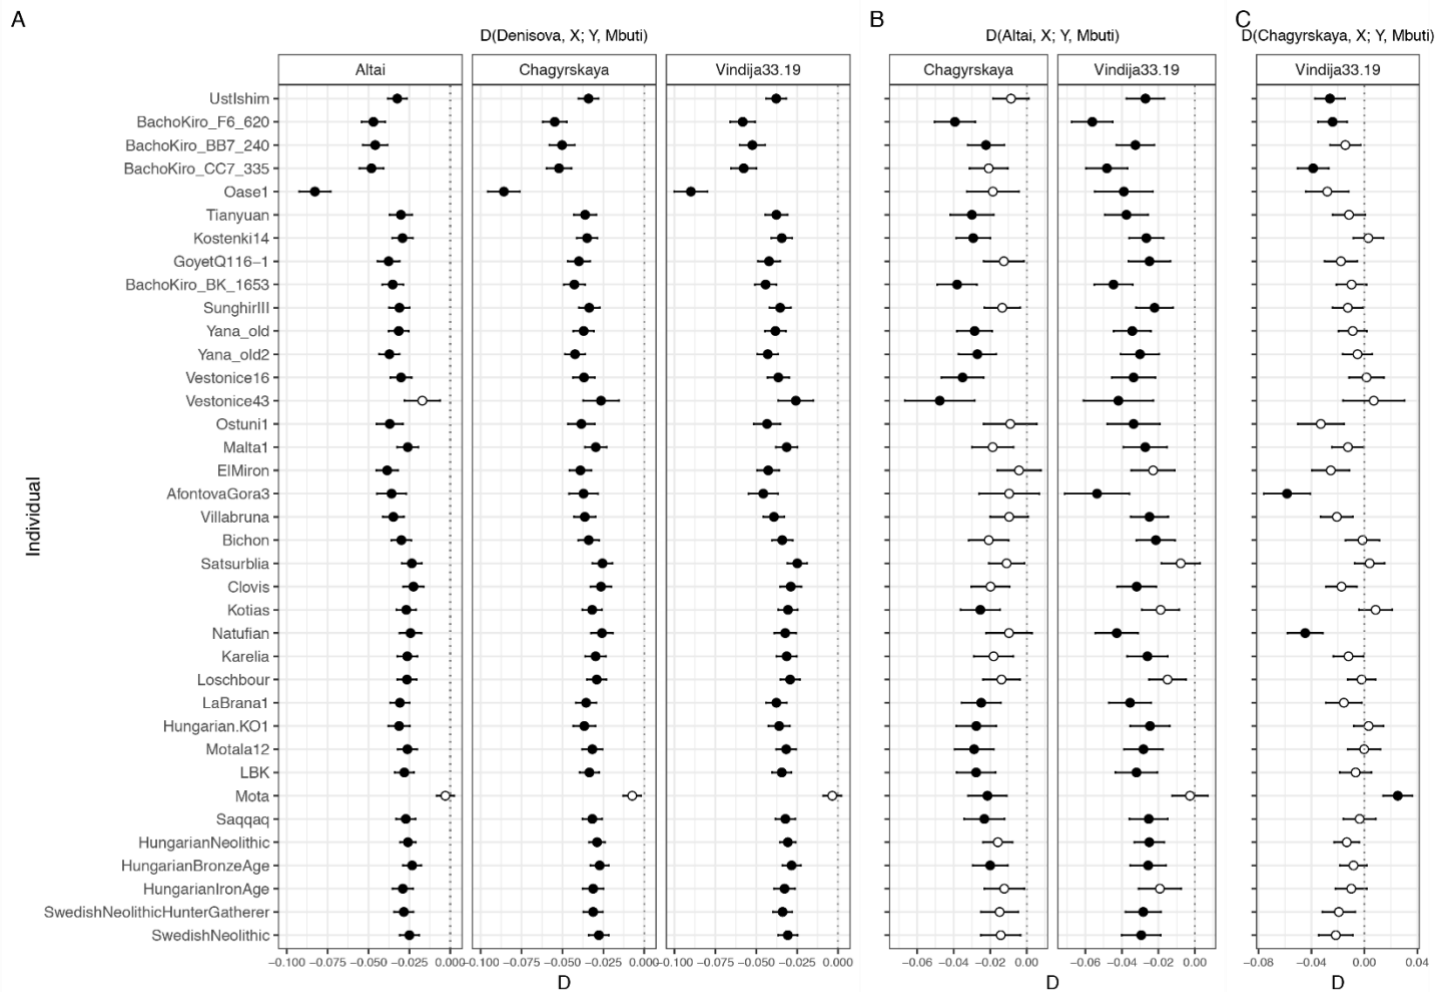 A
B
C
D(Denisova, X; Y, Mbuti)
D(Altai, X; Y, Mbuti)
D(Chagyrskaya, X; Y, Mbuti)
Altai
Chagyrskaya
Vindija33.19
Chagyrskaya
Vindija33.19
Vindija33.19
Individual
UstIshim
BachoKiro_F6_620
BachoKiro_BB7_240
BachoKiro_CC7_335
Oase1
Tianyuan
Kostenki14
GoyetQ116−1
BachoKiro_BK_1653
SunghirIII
Yana_old
Yana_old2
Vestonice16
Vestonice43
Ostuni1
Malta1
ElMiron
AfontovaGora3
Villabruna
Bichon
Satsurblia
Clovis
Kotias
Natufian
Karelia
Loschbour
LaBrana1
Hungarian.KO1
Motala12
LBK
Mota
Saqqaq
HungarianNeolithic
HungarianBronzeAge
HungarianIronAge
SwedishNeolithicHunterGatherer
SwedishNeolithic
−0.100 −0.075 −0.050 −0.025 0.000
−0.100 −0.075 −0.050 −0.025 0.000
−0.100 −0.075 −0.050 −0.025 0.000
−0.06 −0.04 −0.02 0.00
−0.06 −0.04 −0.02 0.00
−0.08 −0.04 0.00 0.04
D
D
D